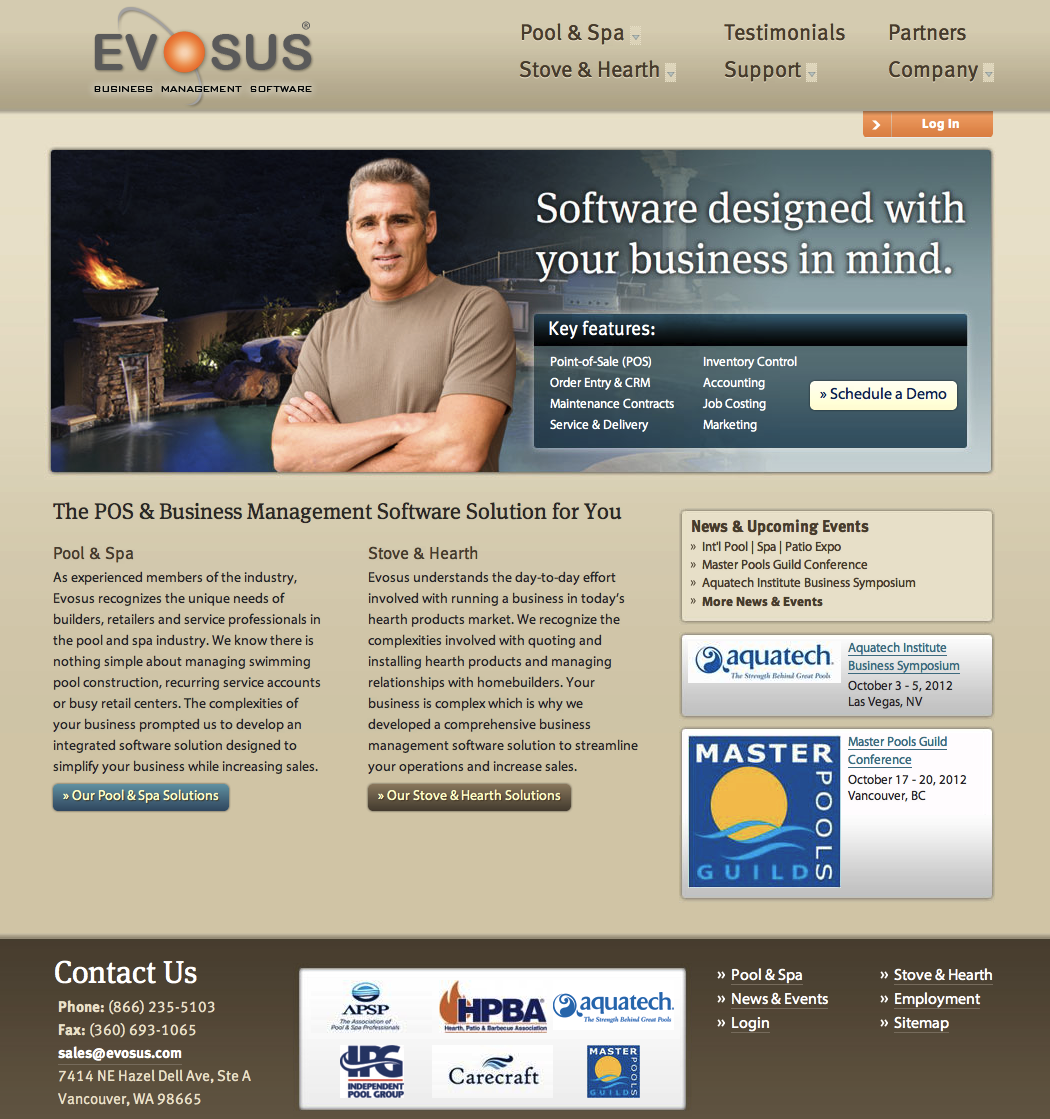 EVOSUS®
BUSINESS MANAGEMENT SOFTWARE
Pool & Spa
Testimonials
Partners
Stove & Hearth
Support
Company
Log In
Software designed with
your business in mind.
Key features:
Point-of-Sale (POS)
Order Entry & CRM
Maintenance Contracts
Service & Delivery
Inventory Control
Accounting
Job Costing
Marketing
» Schedule a Demo
The POS & Business Management Software Solution for You
Pool & Spa
As experienced members of the industry,
Evosus recognizes the unique needs of
builders, retailers and service professionals in
the pool and spa industry. We know there is
nothing simple about managing swimming
pool construction, recurring service accounts
or busy retail centers. The complexities of
your business prompted us to develop an
integrated software solution designed to
simplify your business while increasing sales.
» Our Pool & Spa Solutions
Stove & Hearth
Evosus understands the day-to-day effort
involved with running a business in today's
hearth products market. We recognize the
complexities involved with quoting and
installing hearth products and managing
relationships with homebuilders. Your
business is complex which is why we
developed a comprehensive business
management software solution to streamline
your operations and increase sales.
» Our Stove & Hearth Solutions
News & Upcoming Events
» Int'l Pool | Spa | Patio Expo
» Master Pools Guild Conference
» Aquatech Institute Business Symposium
» More News & Events
aquatech.
The Strength Behind Great Pools
Aquatech Institute
Business Symposium
October 3 - 5, 2012
Las Vegas, NV
MASTER
POOLS
GUILD
Master Pools Guild
Conference
October 17 - 20, 2012
Vancouver, BC
Contact Us
Phone: (866) 235-5103
Fax: (360) 693-1065
sales@evosus.com
7414 NE Hazel Dell Ave, Ste A
Vancouver, WA 98665
APSP
The Association of
Pool & Spa Professionals
HPBA
Hearth, Patio & Barbecue Association
aquatech.
The Strength Behind Great Pools
IPG
INDEPENDENT
POOL GROUP
Carecraft
MASTER
POOLS
GUILD
» Pool & Spa
» News & Events
» Login
» Stove & Hearth
» Employment
» Sitemap